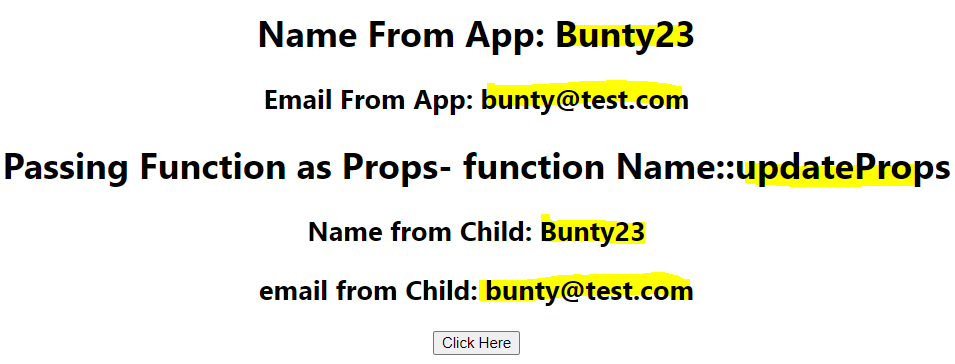 Name From App: Bunty23
Email From App: bunty@test.com
Passing Function as Props- function Name::updateProps
Name from Child: Bunty23
email from Child: bunty@test.com
Click Here